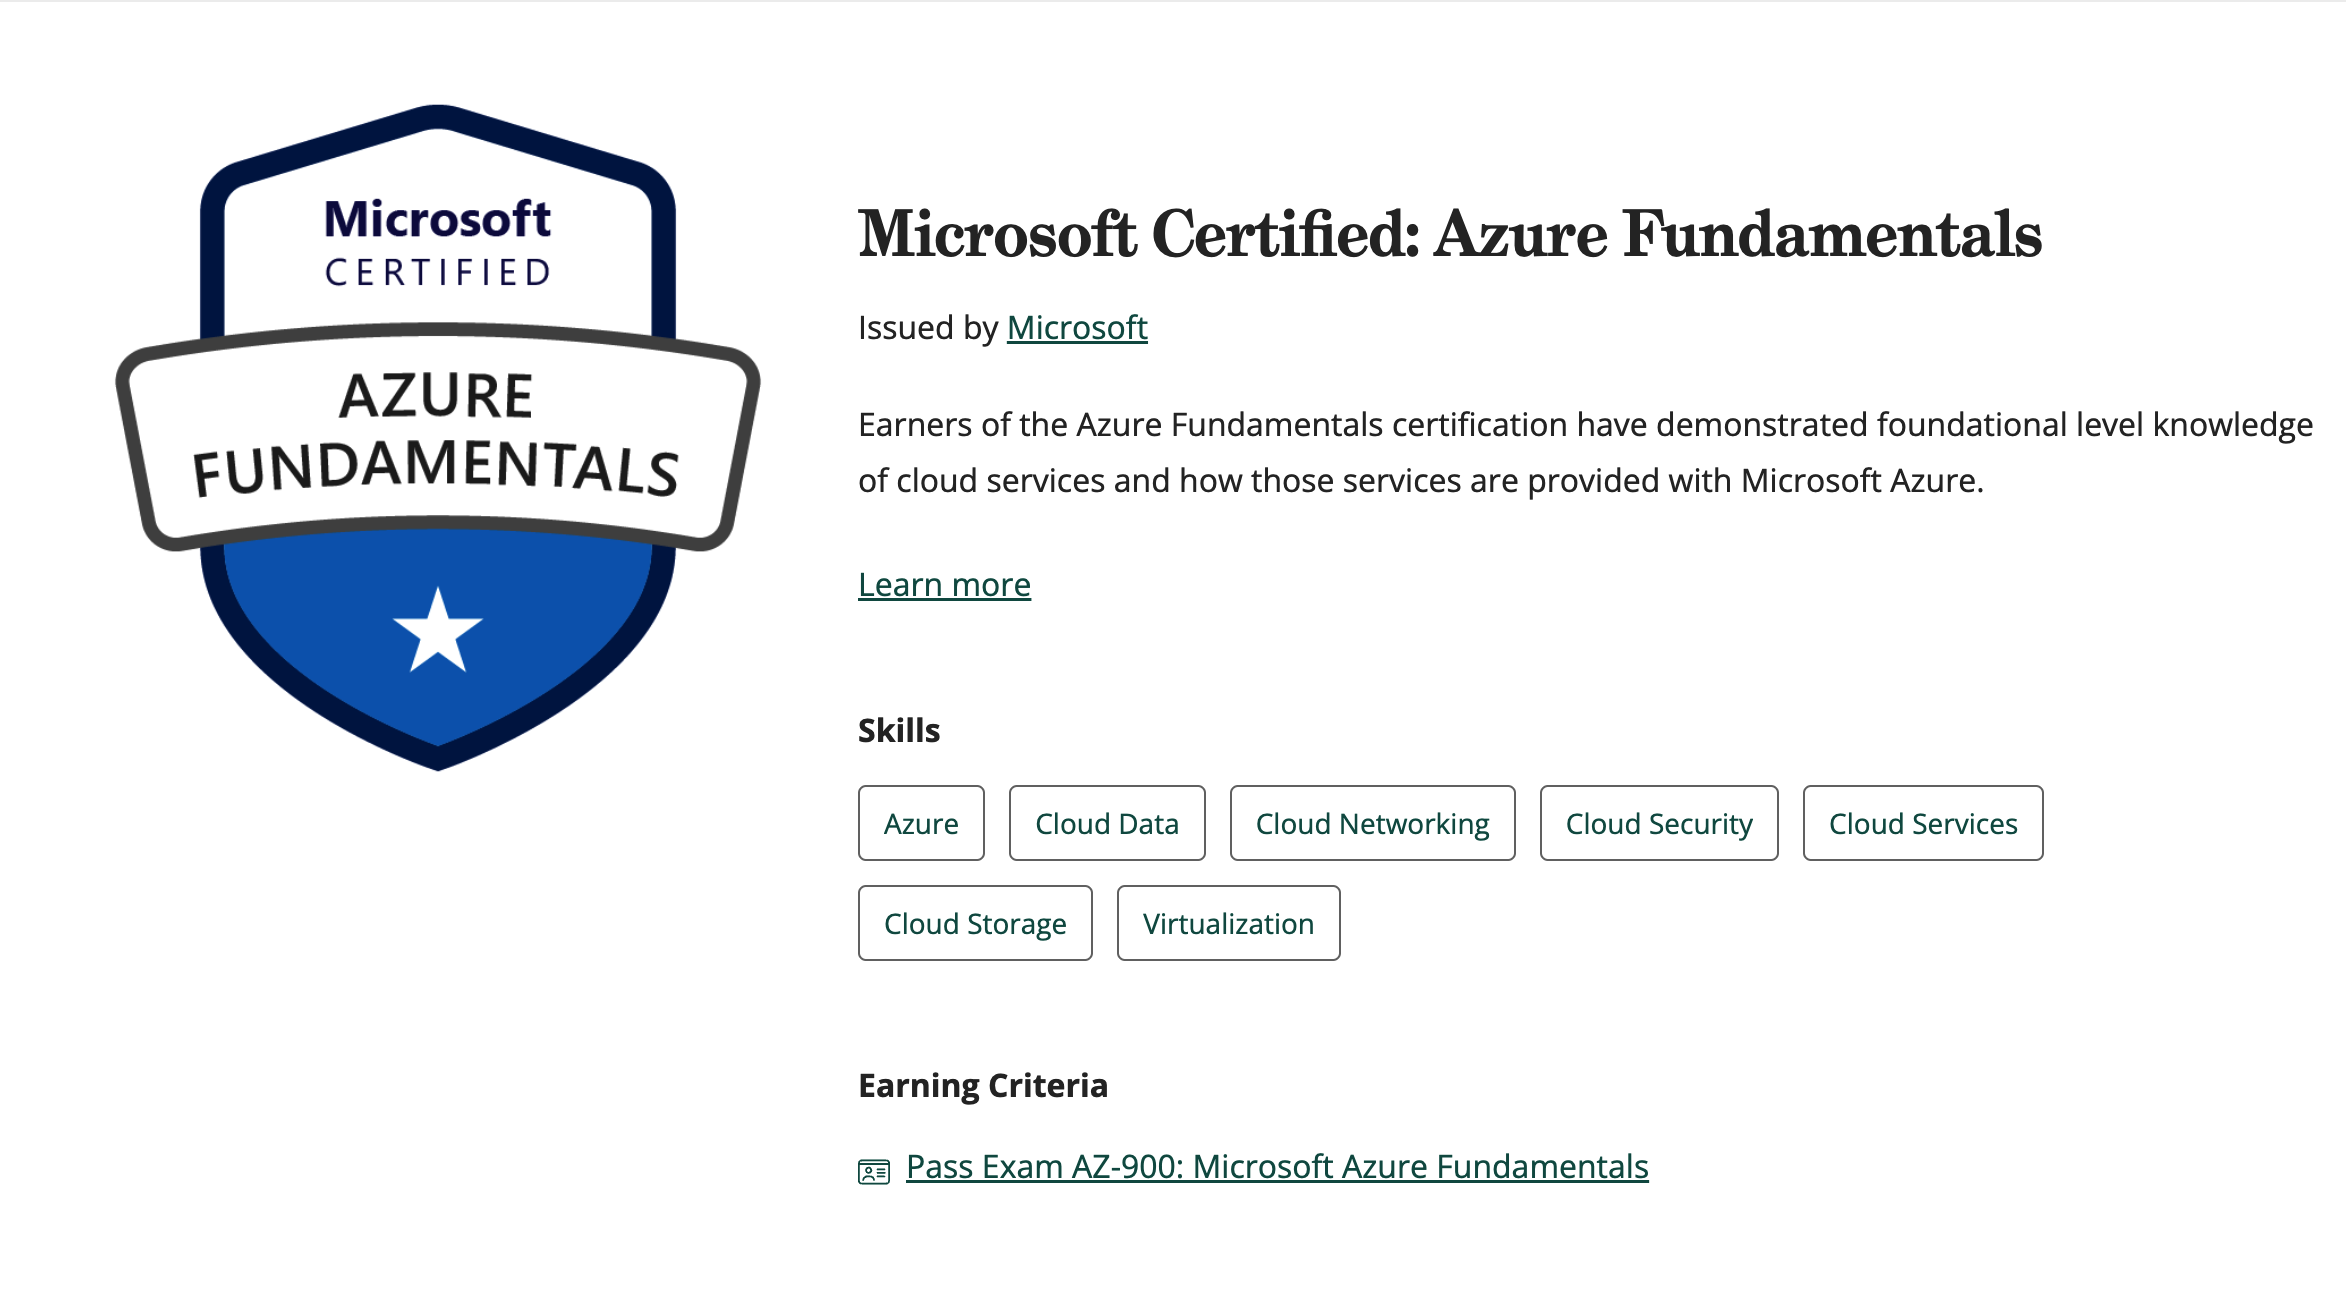 Microsoft
CERTIFIED
AZURE
FUNDAMENTALS
Microsoft Certified: Azure Fundamentals
Issued by Microsoft
Earners of the Azure Fundamentals certification have demonstrated foundational level knowledge
of cloud services and how those services are provided with Microsoft Azure.
Learn more
Skills
Azure Cloud Data Cloud Networking Cloud Security Cloud Services
Cloud Storage Virtualization
Earning Criteria
Pass Exam AZ-900: Microsoft Azure Fundamentals